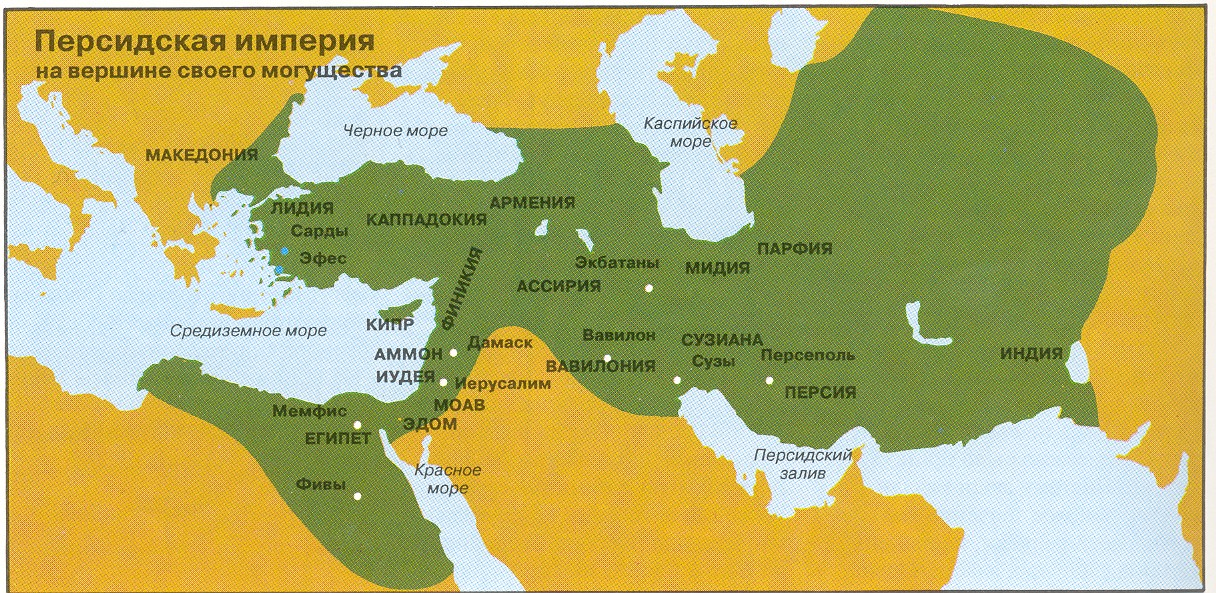 Персидская империя
на вершине своего могущества
Черное море
Каспийское
море
МАКЕДОНИЯ
ЛИДИЯ
Сарды
Эфес
КАППАДОКИЯ
АРМЕНИЯ
ФИНИКИЯ
Экбатаны
АССИРИЯ
МИДИЯ
ПАРФИЯ
Средиземное море
КИПР
АММОН
ИУДЕЯ
Дамаск
Иерусалим
МОАВ
ЭДОМ
Вавилон
ВАВИЛОНИЯ
СУЗИАНА
Сузы
Персеполь
ПЕРСИЯ
ИНДИЯ
Мемфис
ЕГИПЕТ
Фивы
Красное
море
Персидский
залив